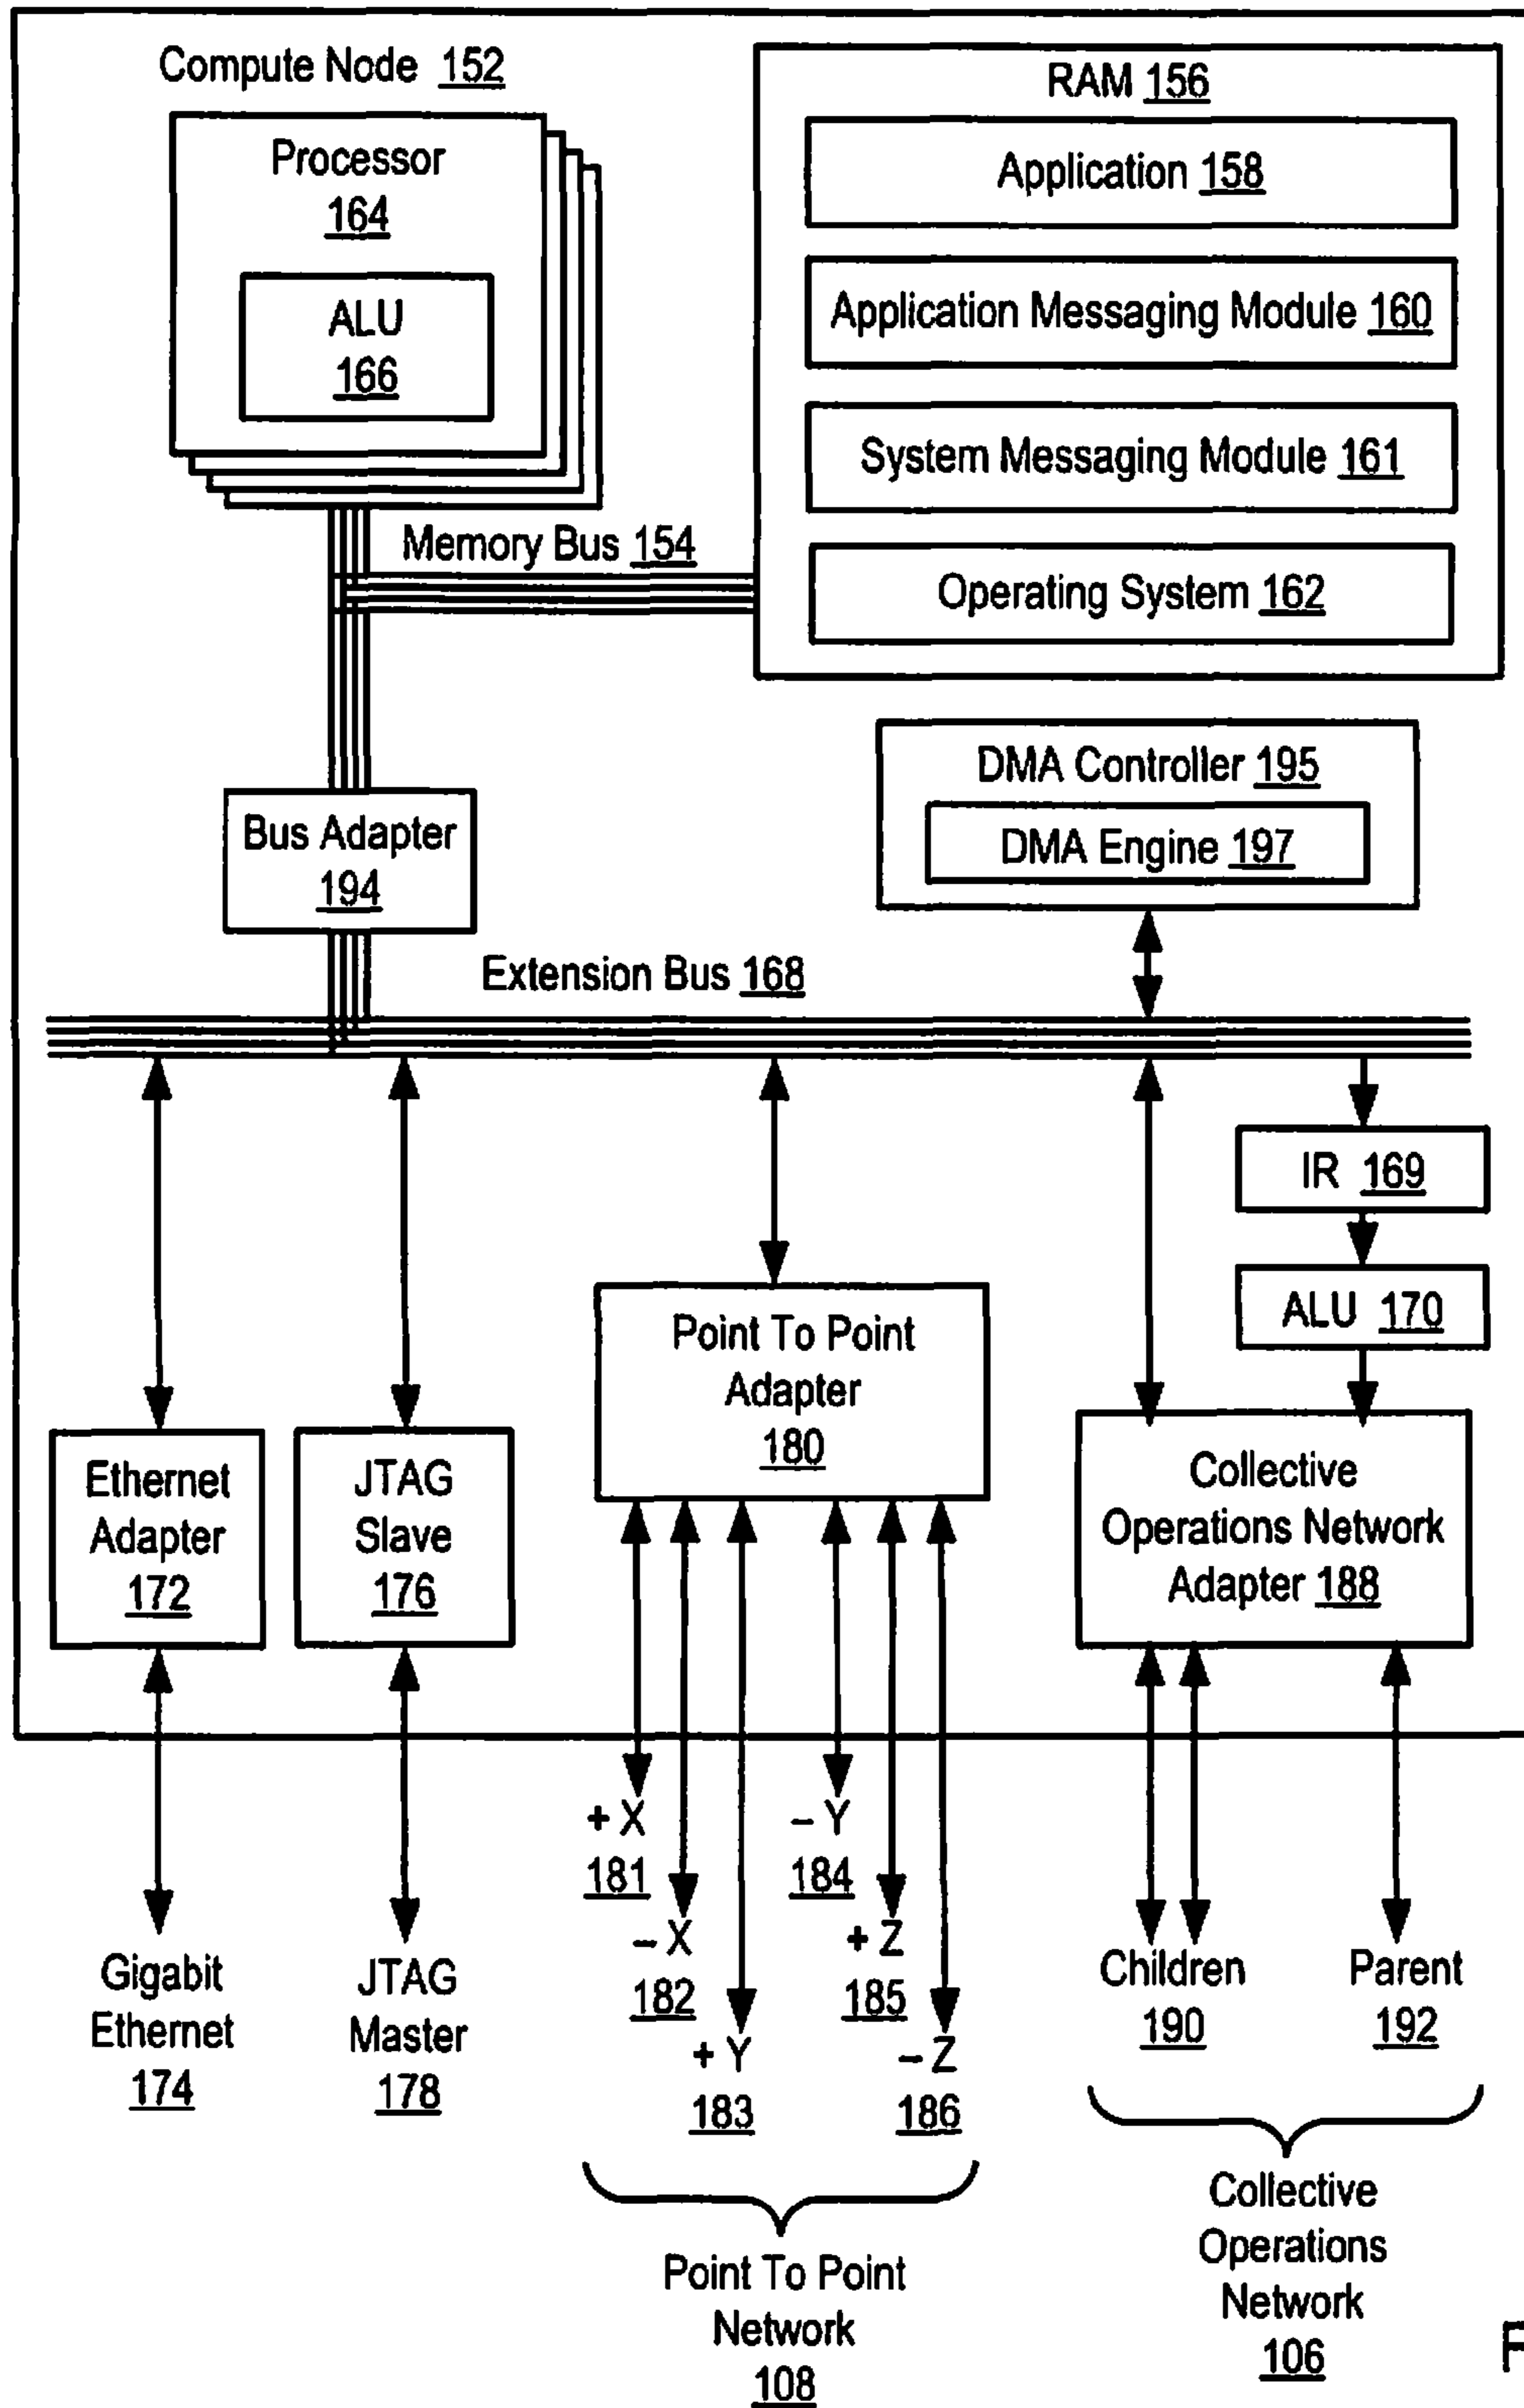 Compute Node 152
Processor
164
ALU
166
RAM 156
Application 158
Application Messaging Module 160
System Messaging Module 161
Operating System 162
Memory Bus 154
DMA Controller 195
DMA Engine 197
Bus Adapter
194
Extension Bus 168
IR 169
ALU 170
Point To Point
Adapter
180
Ethernet
Adapter
172
JTAG
Slave
176
Collective
Operations Network
Adapter 188
+ X
181
– X
182
+ Y
183
– Y
184
+ Z
185
– Z
186
Gigabit
Ethernet
174
JTAG
Master
178
Children
190
Parent
192
Point To Point
Network
108
Collective
Operations
Network
106